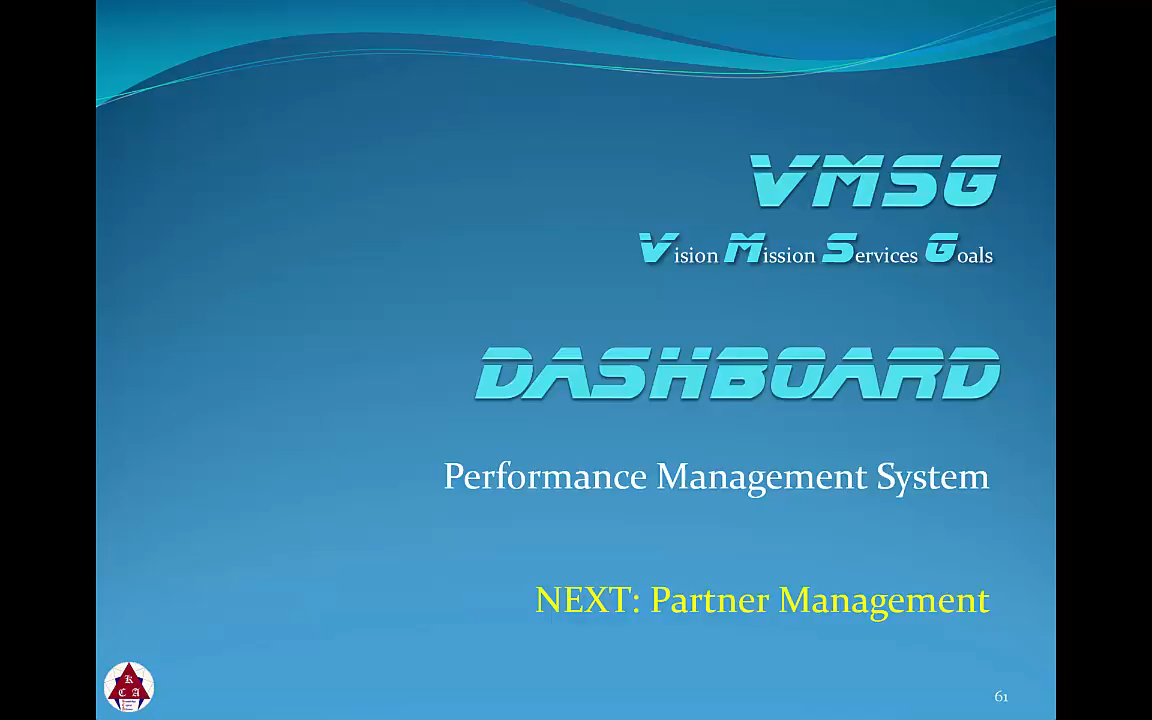 VMSG
Vision Mission Services Goals
DASHBOARD
Performance Management System
NEXT: Partner Management
K
C A
61